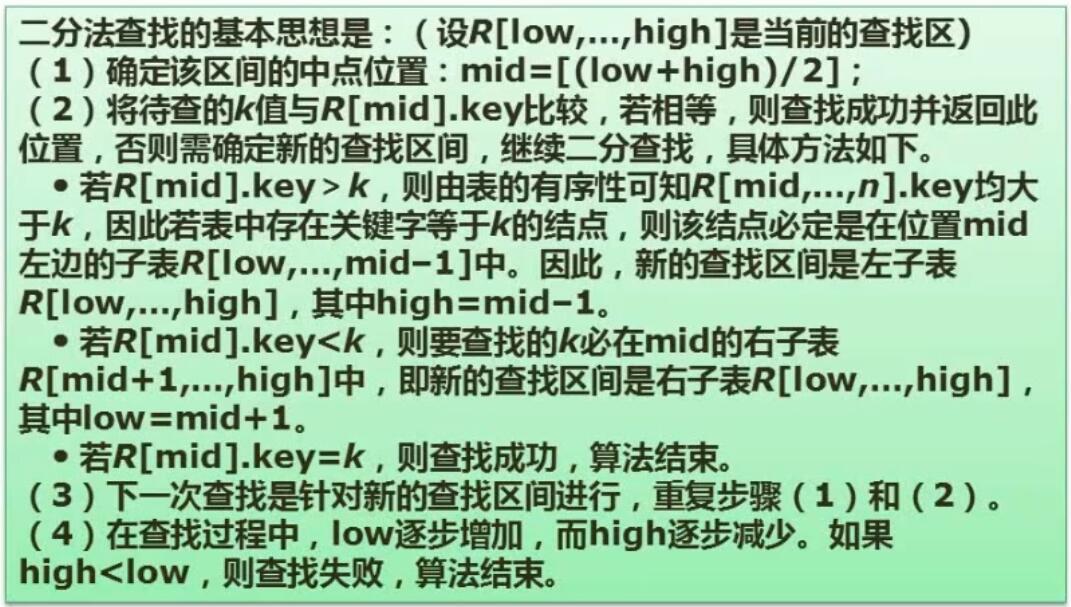 二分法查找的基本思想是：（设R[low,...,high]是当前的查找区)
（1）确定该区间的中点位置：mid=[(low+high)/2]；
（2）将待查的k值与R[mid].key比较，若相等，则查找成功并返回此
位置，否则需确定新的查找区间，继续二分查找，具体方法如下。
• 若R[mid].key＞k，则由表的有序性可知R[mid,...,n].key均大
于k，因此若表中存在关键字等于k的结点，则该结点必定是在位置mid
左边的子表R[low,...,mid–1]中。因此，新的查找区间是左子表
R[low,...,high]，其中high=mid–1。
• 若R[mid].key<k，则要查找的k必在mid的右子表
R[mid+1,...,high]中，即新的查找区间是右子表R[low,...,high]，
其中low=mid+1。
• 若R[mid].key=k，则查找成功，算法结束。
（3）下一次查找是针对新的查找区间进行，重复步骤（1）和（2）。
（4）在查找过程中，low逐步增加，而high逐步减少。如果
high<low，则查找失败，算法结束。